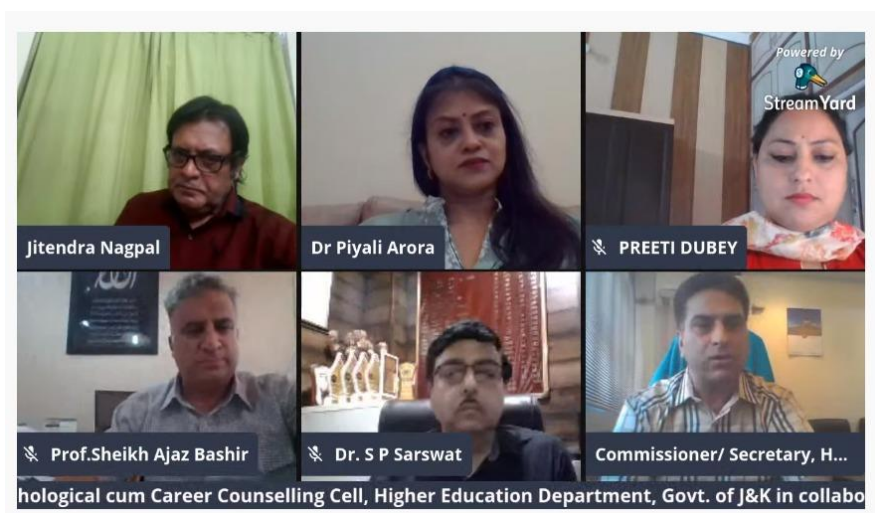 Powered by
StreamYard
Jitendra Nagpal
Dr Piyali Arora
PREETI DUBEY
Prof.Sheikh Ajaz Bashir
Dr. S P Sarswat
Commissioner/ Secretary, H...
hological cum Career Counselling Cell, Higher Education Department, Govt. of J&K in collabo